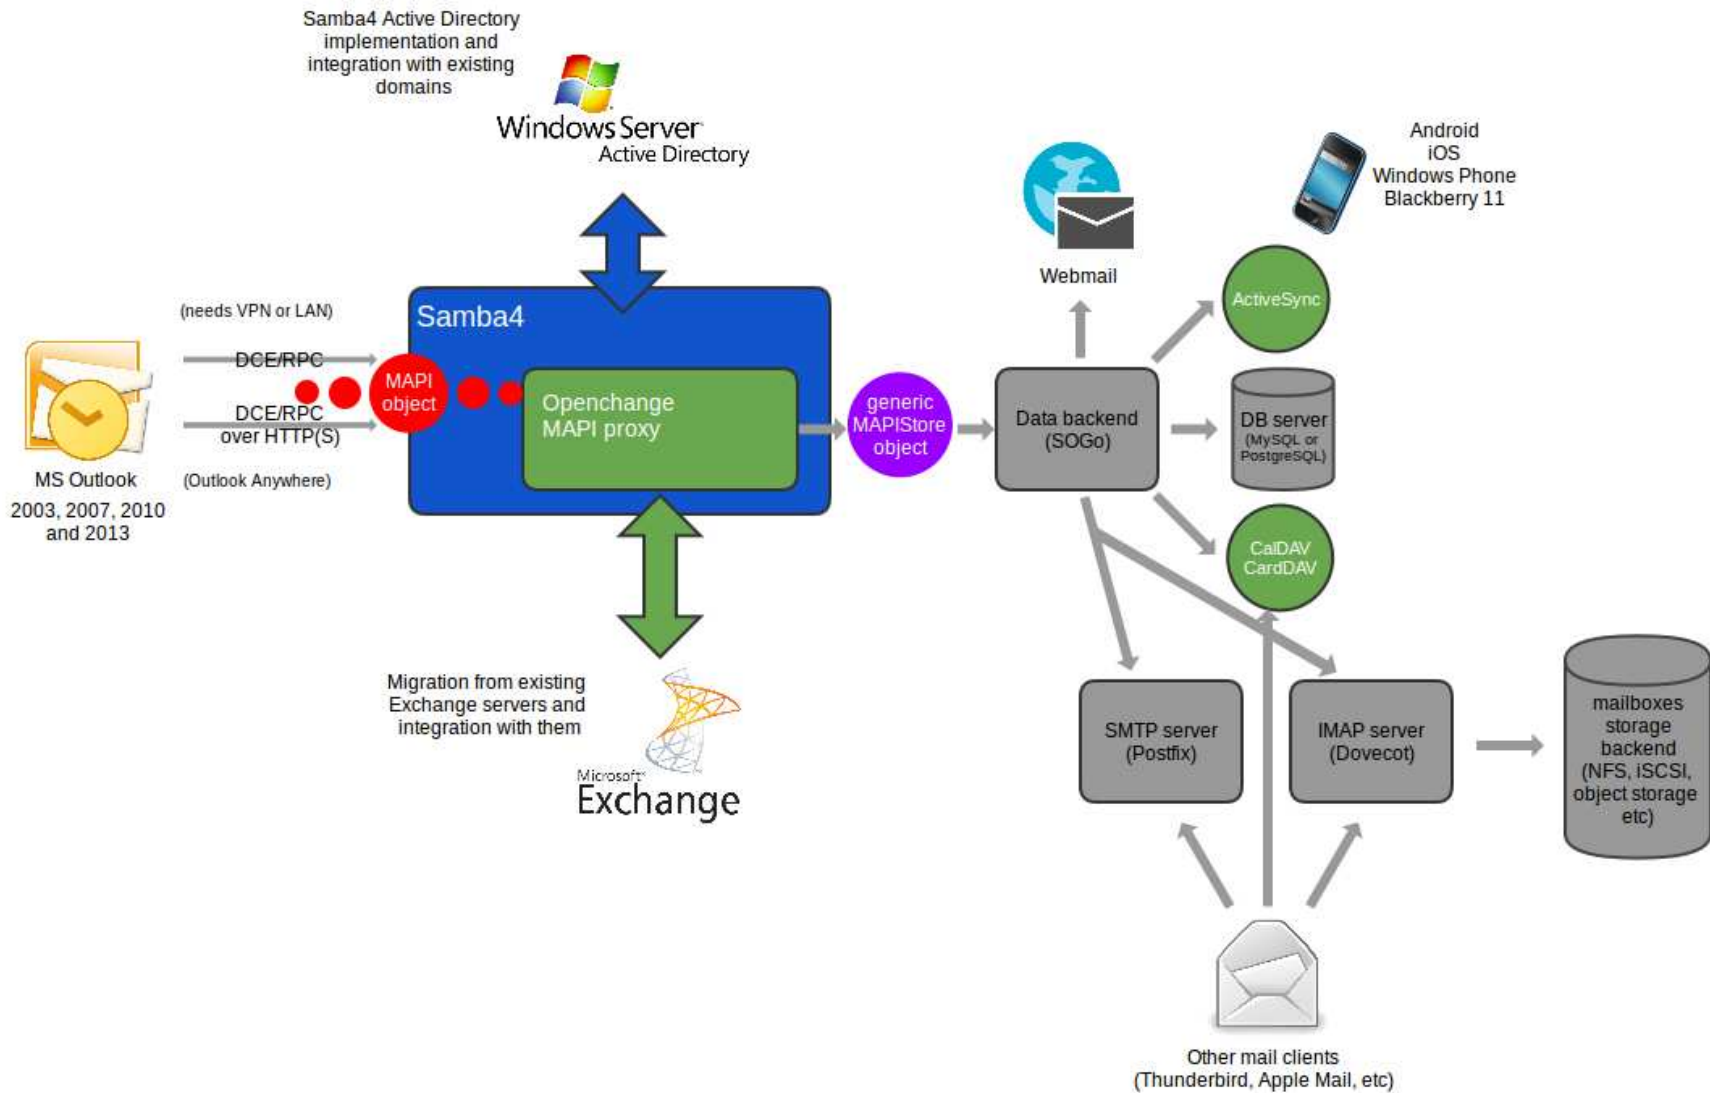 Samba4 Active Directory
implementation and
integration with existing
domains
Windows Server
Active Directory
Android
iOS
Windows Phone
Blackberry 11
Webmail
ActiveSync
(needs VPN or LAN)
Samba4
DCE/RPC
MAPI
object
DCE/RPC
over HTTP(S)
(Outlook Anywhere)
MS Outlook
2003, 2007, 2010
and 2013
Openchange
MAPI proxy
generic
MAPIStore
object
Data backend
(SOGo)
DB server
(MySQL or
PostgreSQL)
CalDAV
CardDAV
Migration from existing
Exchange servers and
integration with them
Microsoft
Exchange
SMTP server
(Postfix)
IMAP server
(Dovecot)
mailboxes
storage
backend
(NFS, iSCSI,
object storage
etc)
Other mail clients
(Thunderbird, Apple Mail, etc)